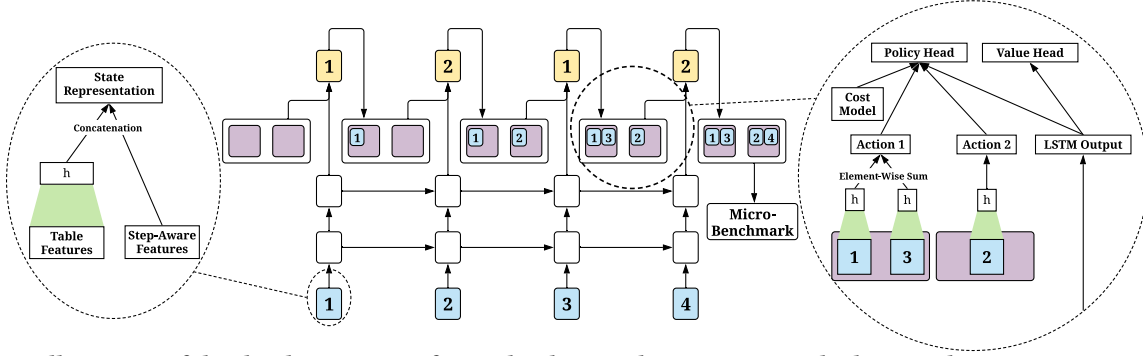 State
Representation
Concatenation
h
Table
Features
Step-Aware
Features
1
2
1
2
1
1
2
1 3
2
1 3
2 4
Micro-
Benchmark
1
2
3
4
Policy Head
Value Head
Cost
Model
Action 1
Action 2
LSTM Output
Element-Wise Sum
h
h
h
1
3
2